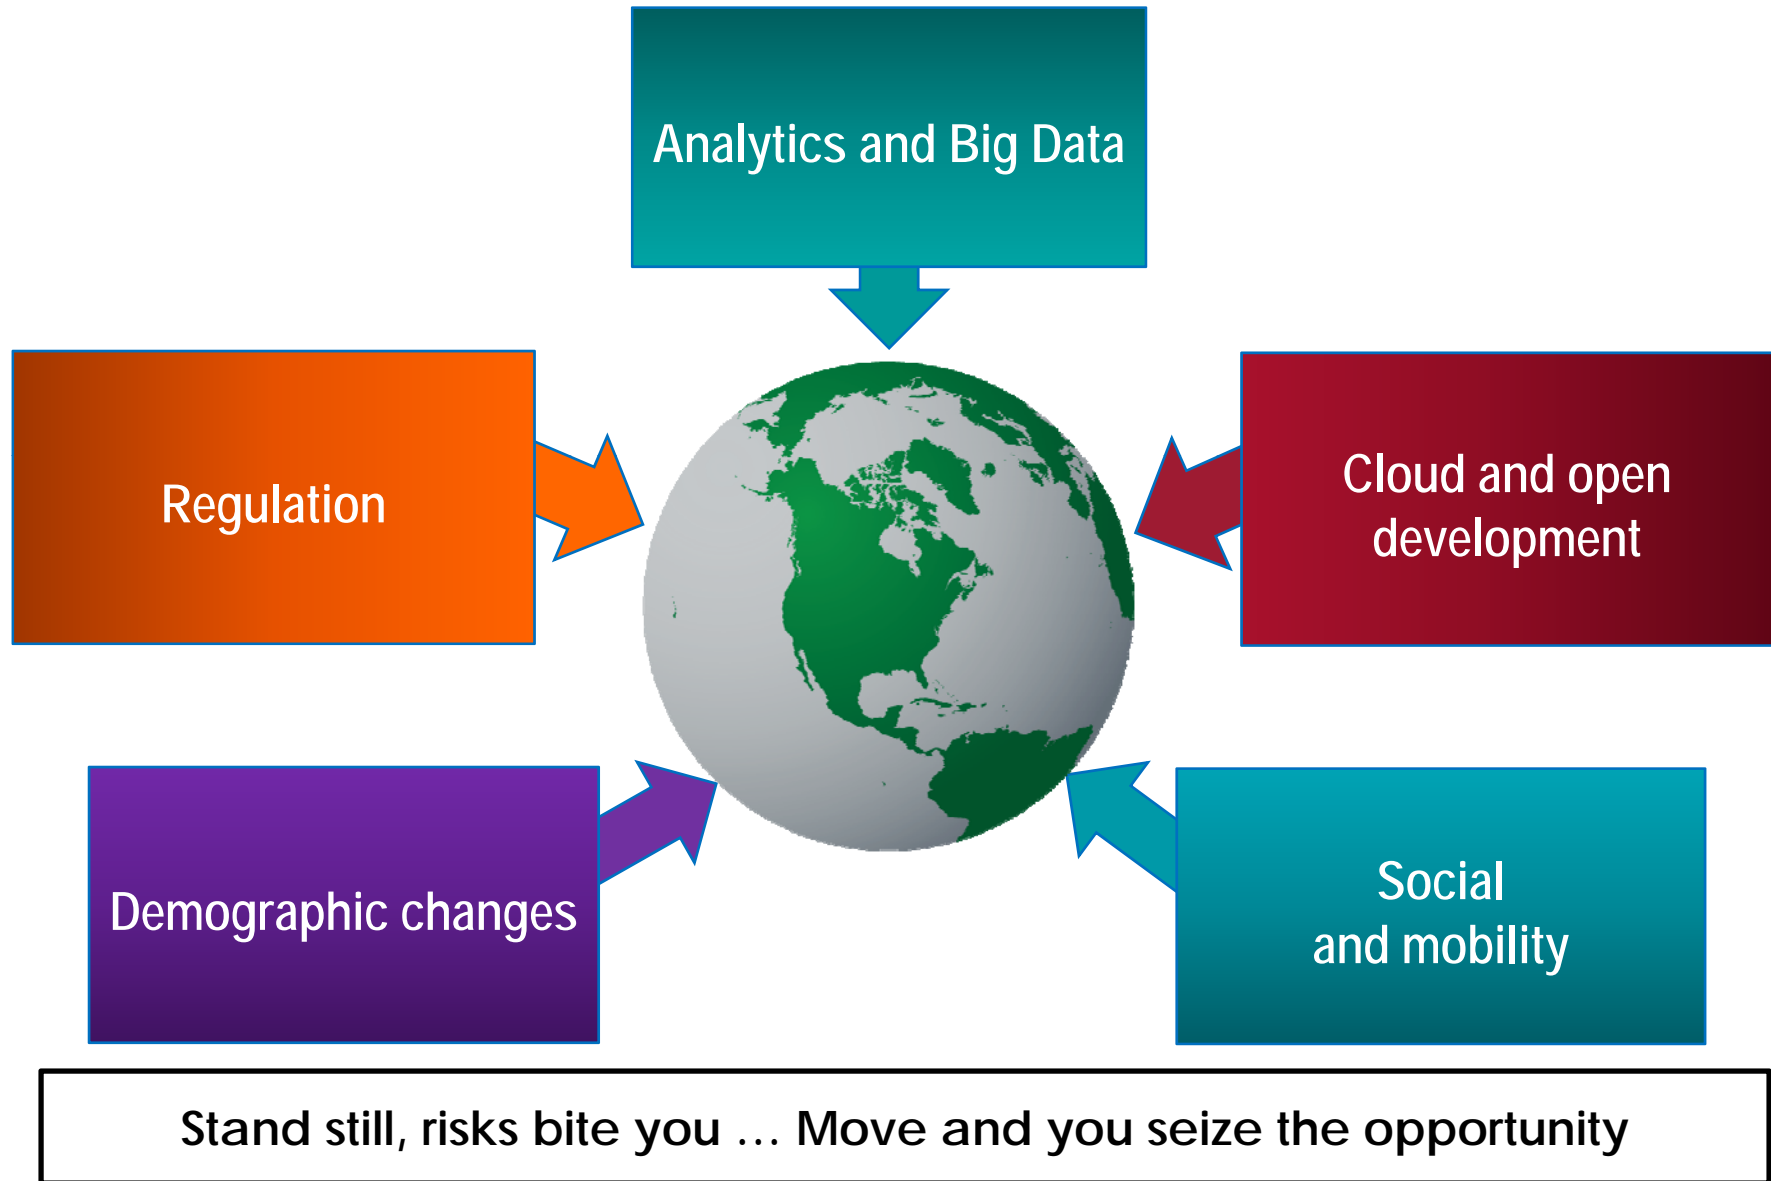 Analytics and Big Data
Regulation
Cloud and open
development
Demographic changes
Social
and mobility
Stand still, risks bite you ... Move and you seize the opportunity